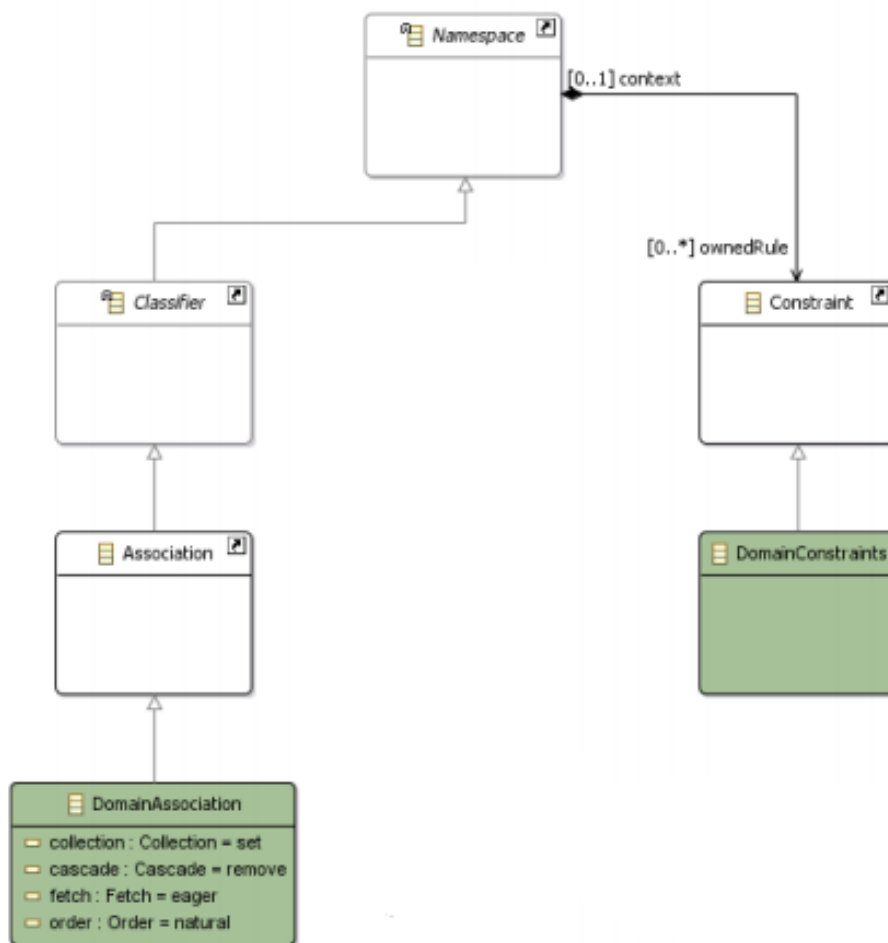 Namespace
[0..1] context
[0..*] ownedRule
Classifier
Constraint
Association
DomainConstraints
DomainAssociation
collection : Collection = set
cascade : Cascade = remove
fetch : Fetch = eager
order : Order = natural